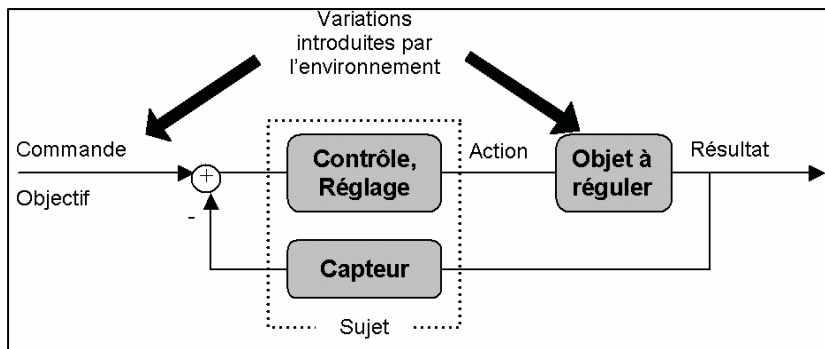 Variations
introduites par
l'environnement
Commande
Objectif
+
-
Contrôle,
Réglage
Action
Objet à
réguler
Résultat
Capteur
Sujet